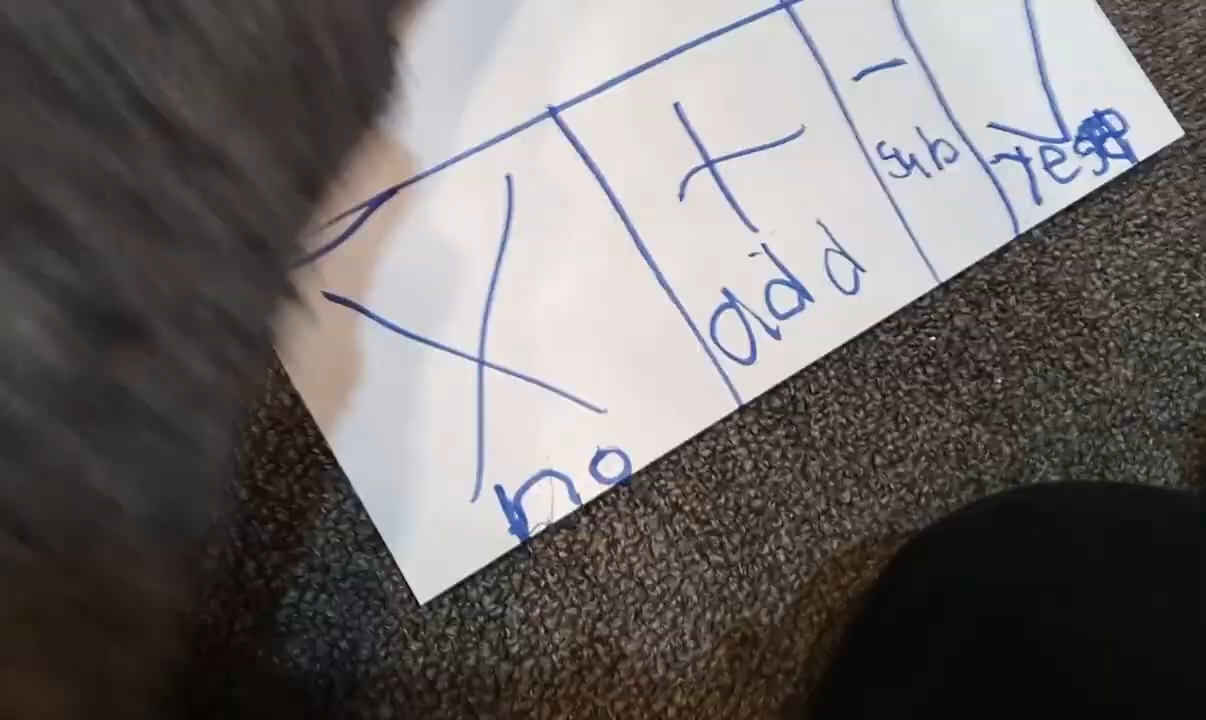 X + - ✓
no add sub yes